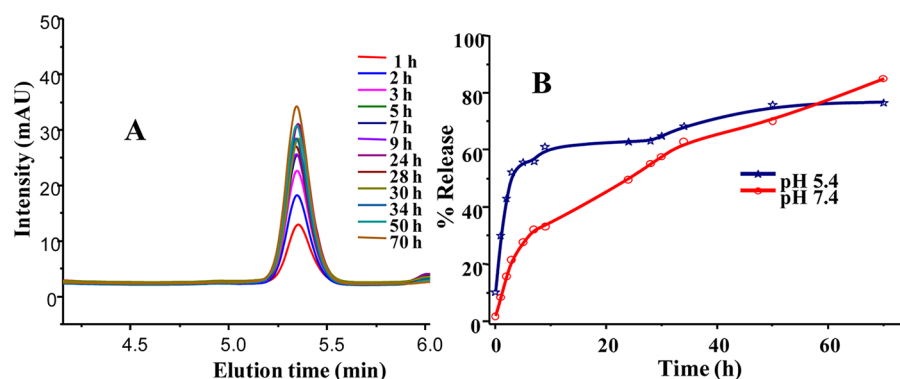 50
40
30
20
10
0
Intensity (mAU)
A
1 h
2 h
3 h
5 h
7 h
9 h
24 h
28 h
30 h
34 h
50 h
70 h
4.5
5.0
5.5
6.0
Elution time (min)
100
80
60
40
20
0
% Release
B
pH 5.4
pH 7.4
0
20
40
60
Time (h)